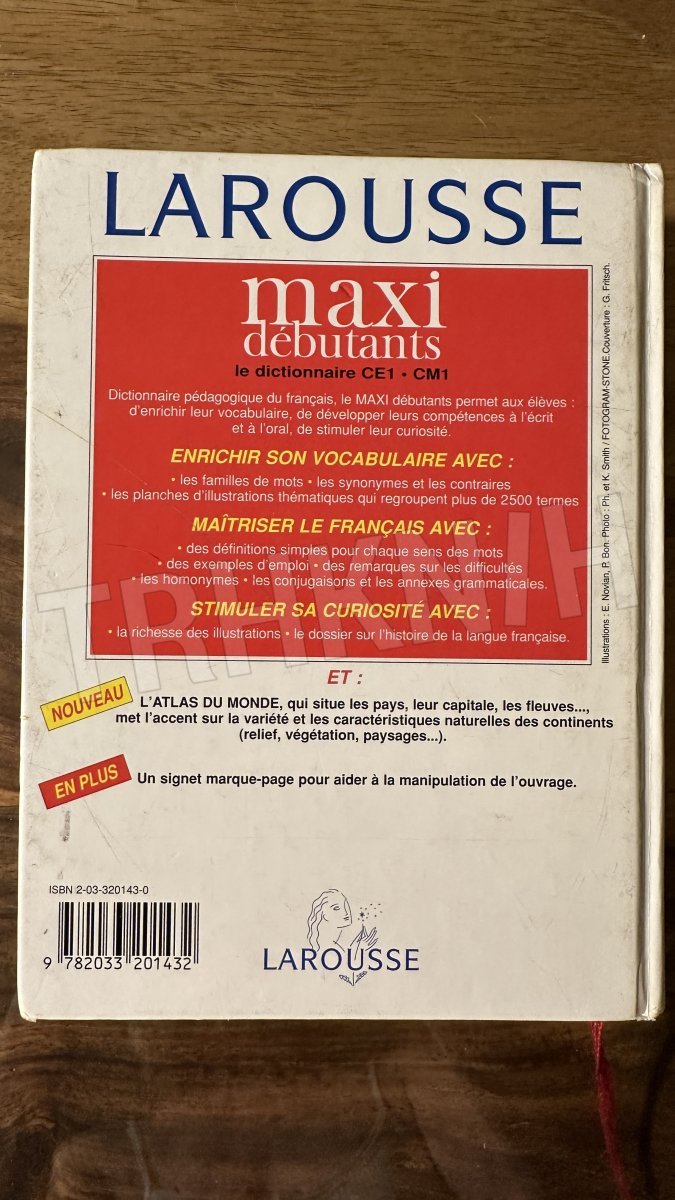 LAROUSSE
maxi
débutants
le dictionnaire CE1 • CM1
Dictionnaire pédagogique du français, le MAXI débutants permet aux élèves :
d'enrichir leur vocabulaire, de développer leurs compétences à l'écrit
et à l'oral, de stimuler leur curiosité.
ENRICHIR SON VOCABULAIRE AVEC :
• les familles de mots • les synonymes et les contraires
• les planches d'illustrations thématiques qui regroupent plus de 2500 termes
MAÎTRISER LE FRANÇAIS AVEC :
• des définitions simples pour chaque sens des mots
• des exemples d'emploi • des remarques sur les difficultés
• les homonymes • les conjugaisons et les annexes grammaticales.
STIMULER SA CURIOSITÉ AVEC :
• la richesse des illustrations • le dossier sur l'histoire de la langue française.
Illustrations : E. Novian, P. Bon. Photo : Ph. et K. Smith / FOTOGRAM-STONE.Couverture : G. Fritsch.
TRHKNIH
ET :
NOUVEAU
L'ATLAS DU MONDE, qui situe les pays, leur capitale, les fleuves...,
met l'accent sur la variété et les caractéristiques naturelles des continents
(relief, végétation, paysages...).
EN PLUS
Un signet marque-page pour aider à la manipulation de l'ouvrage.
ISBN 2-03-320143-0
9 782033 201432
LAROUSSE